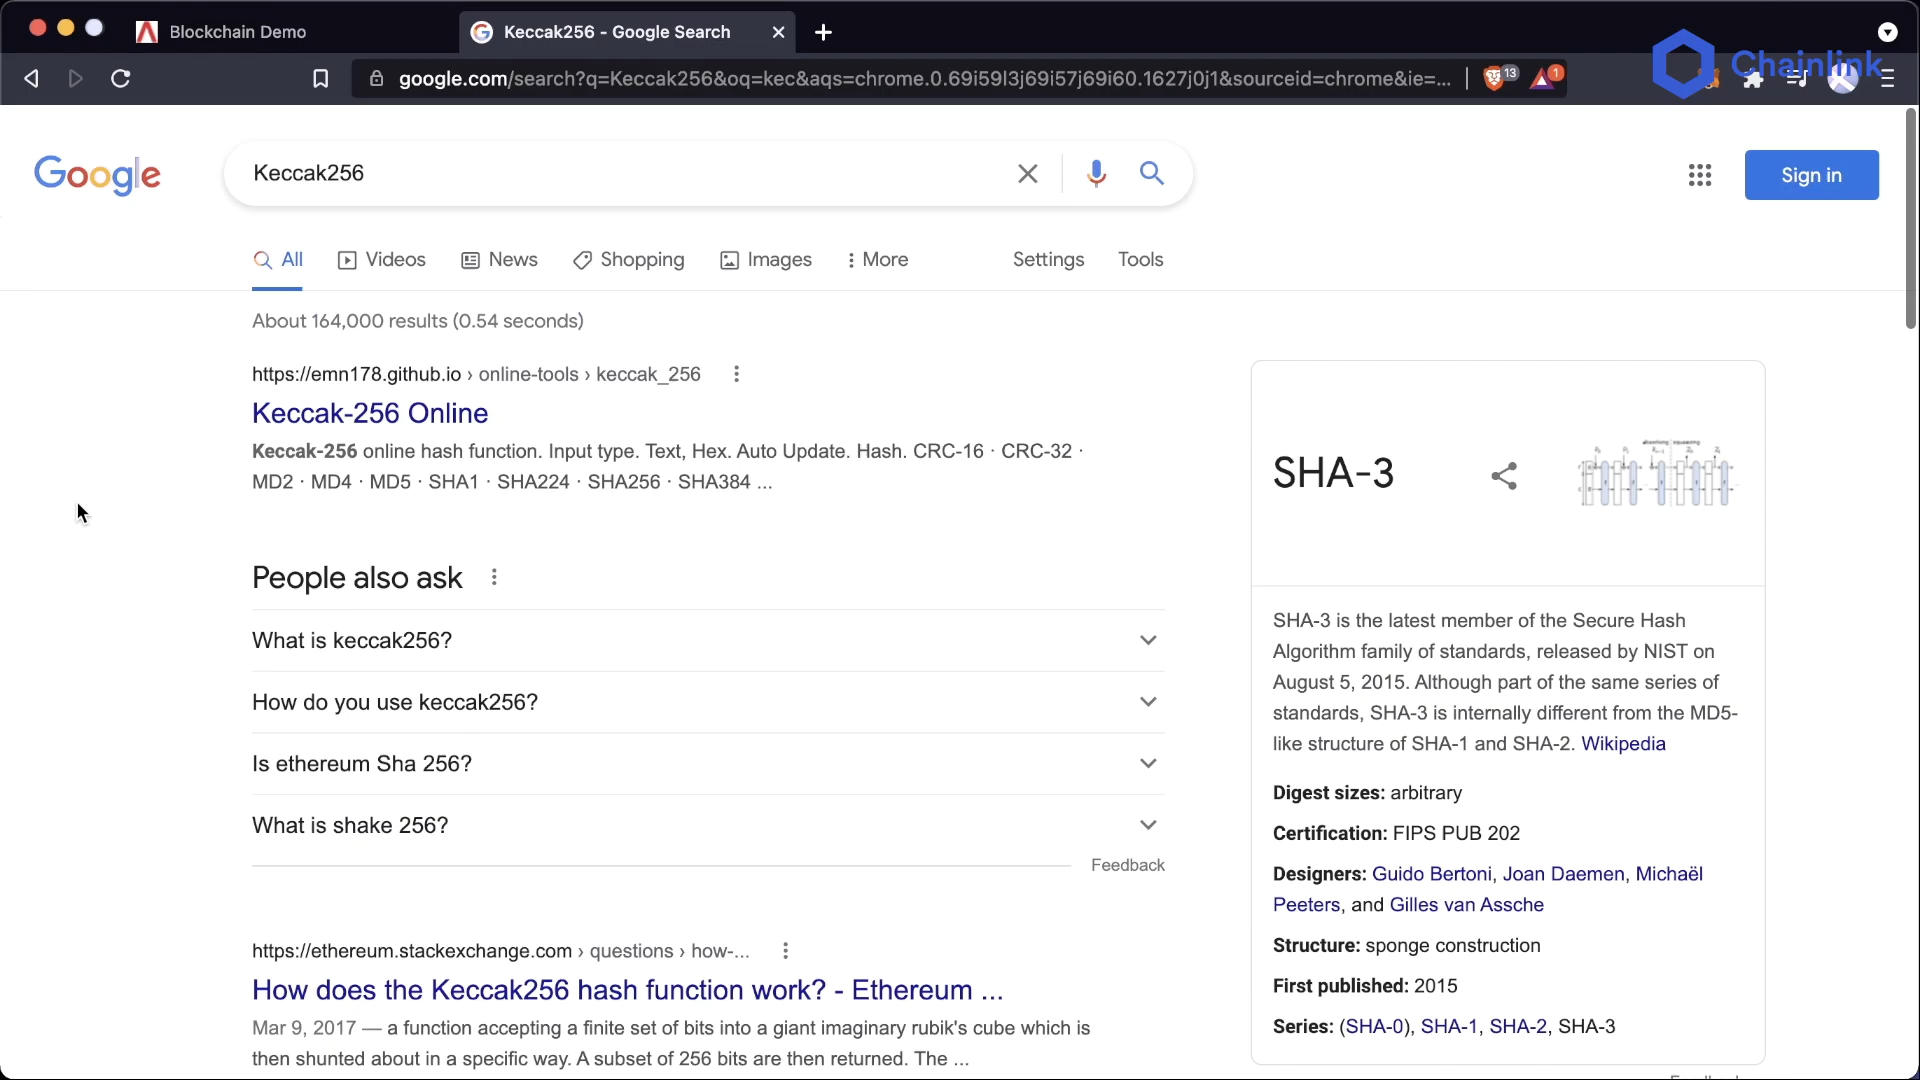 Blockchain Demo
Keccak256 - Google Search
google.com/search?q=Keccak256&oq=kec&aqs=chrome.0.69i59l3j69i57j69i60.1627j0j1&sourceid=chrome&ie=...
13
1
Chainlink
Google
Keccak256
Sign in
All
Videos
News
Shopping
Images
More
Settings
Tools
About 164,000 results (0.54 seconds)
https://emn178.github.io › online-tools › keccak_256
Keccak-256 Online
Keccak-256 online hash function. Input type. Text, Hex. Auto Update. Hash. CRC-16 · CRC-32 ·
MD2 · MD4 · MD5 · SHA1 · SHA224 · SHA256 · SHA384 ...
People also ask
What is keccak256?
How do you use keccak256?
Is ethereum Sha 256?
What is shake 256?
Feedback
https://ethereum.stackexchange.com › questions › how-...
How does the Keccak256 hash function work? - Ethereum ...
Mar 9, 2017 — a function accepting a finite set of bits into a giant imaginary rubik's cube which is
then shunted about in a specific way. A subset of 256 bits are then returned. The ...
SHA-3
SHA-3 is the latest member of the Secure Hash
Algorithm family of standards, released by NIST on
August 5, 2015. Although part of the same series of
standards, SHA-3 is internally different from the MD5-
like structure of SHA-1 and SHA-2. Wikipedia
Digest sizes: arbitrary
Certification: FIPS PUB 202
Designers: Guido Bertoni, Joan Daemen, Michaël
Peeters, and Gilles van Assche
Structure: sponge construction
First published: 2015
Series: (SHA-0), SHA-1, SHA-2, SHA-3